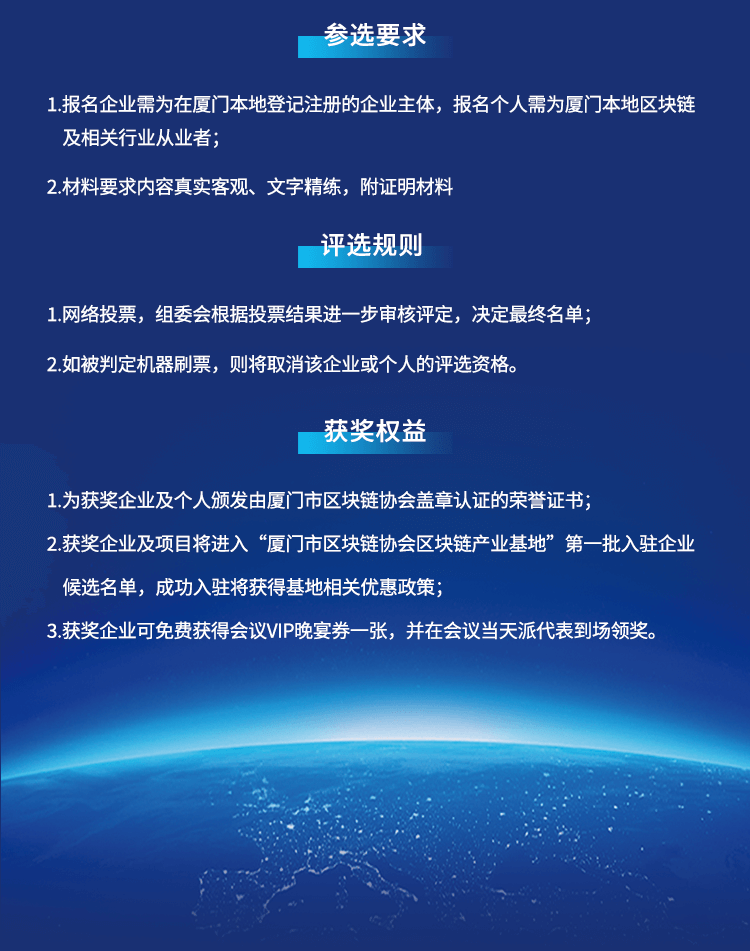 参选要求
1.报名企业需为在厦门本地登记注册的企业主体，报名个人需为厦门本地区块链
及相关行业从业者；
2.材料要求内容真实客观、文字精练，附证明材料
评选规则
1.网络投票，组委会根据投票结果进一步审核评定，决定最终名单；
2.如被判定机器刷票，则将取消该企业或个人的评选资格。
获奖权益
1.为获奖企业及个人颁发由厦门市区块链协会盖章认证的荣誉证书；
2.获奖企业及项目将进入“厦门市区块链协会区块链产业基地”第一批入驻企业
候选名单，成功入驻将获得基地相关优惠政策；
3.获奖企业可免费获得会议VIP晚宴券一张，并在会议当天派代表到场领奖。